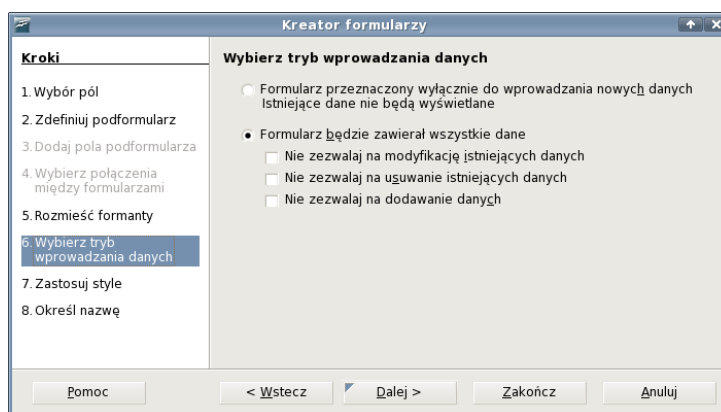 Kreator formularzy
Kroki
1. Wybór pól
2. Zdefiniuj podformularz
3. Dodaj pola podformularza
4. Wybierz połączenia
między formularzami
5. Rozmieść formanty
6. Wybierz tryb
wprowadzania danych
7. Zastosuj style
8. Określ nazwę
Wybierz tryb wprowadzania danych
Formularz przeznaczony wyłącznie do wprowadzania nowych danych
Istniejące dane nie będą wyświetlane
Formularz będzie zawierał wszystkie dane
Nie zezwalaj na modyfikację istniejących danych
Nie zezwalaj na usuwanie istniejących danych
Nie zezwalaj na dodawanie danych
Pomoc
< Wstecz
Dalej >
Zakończ
Anuluj